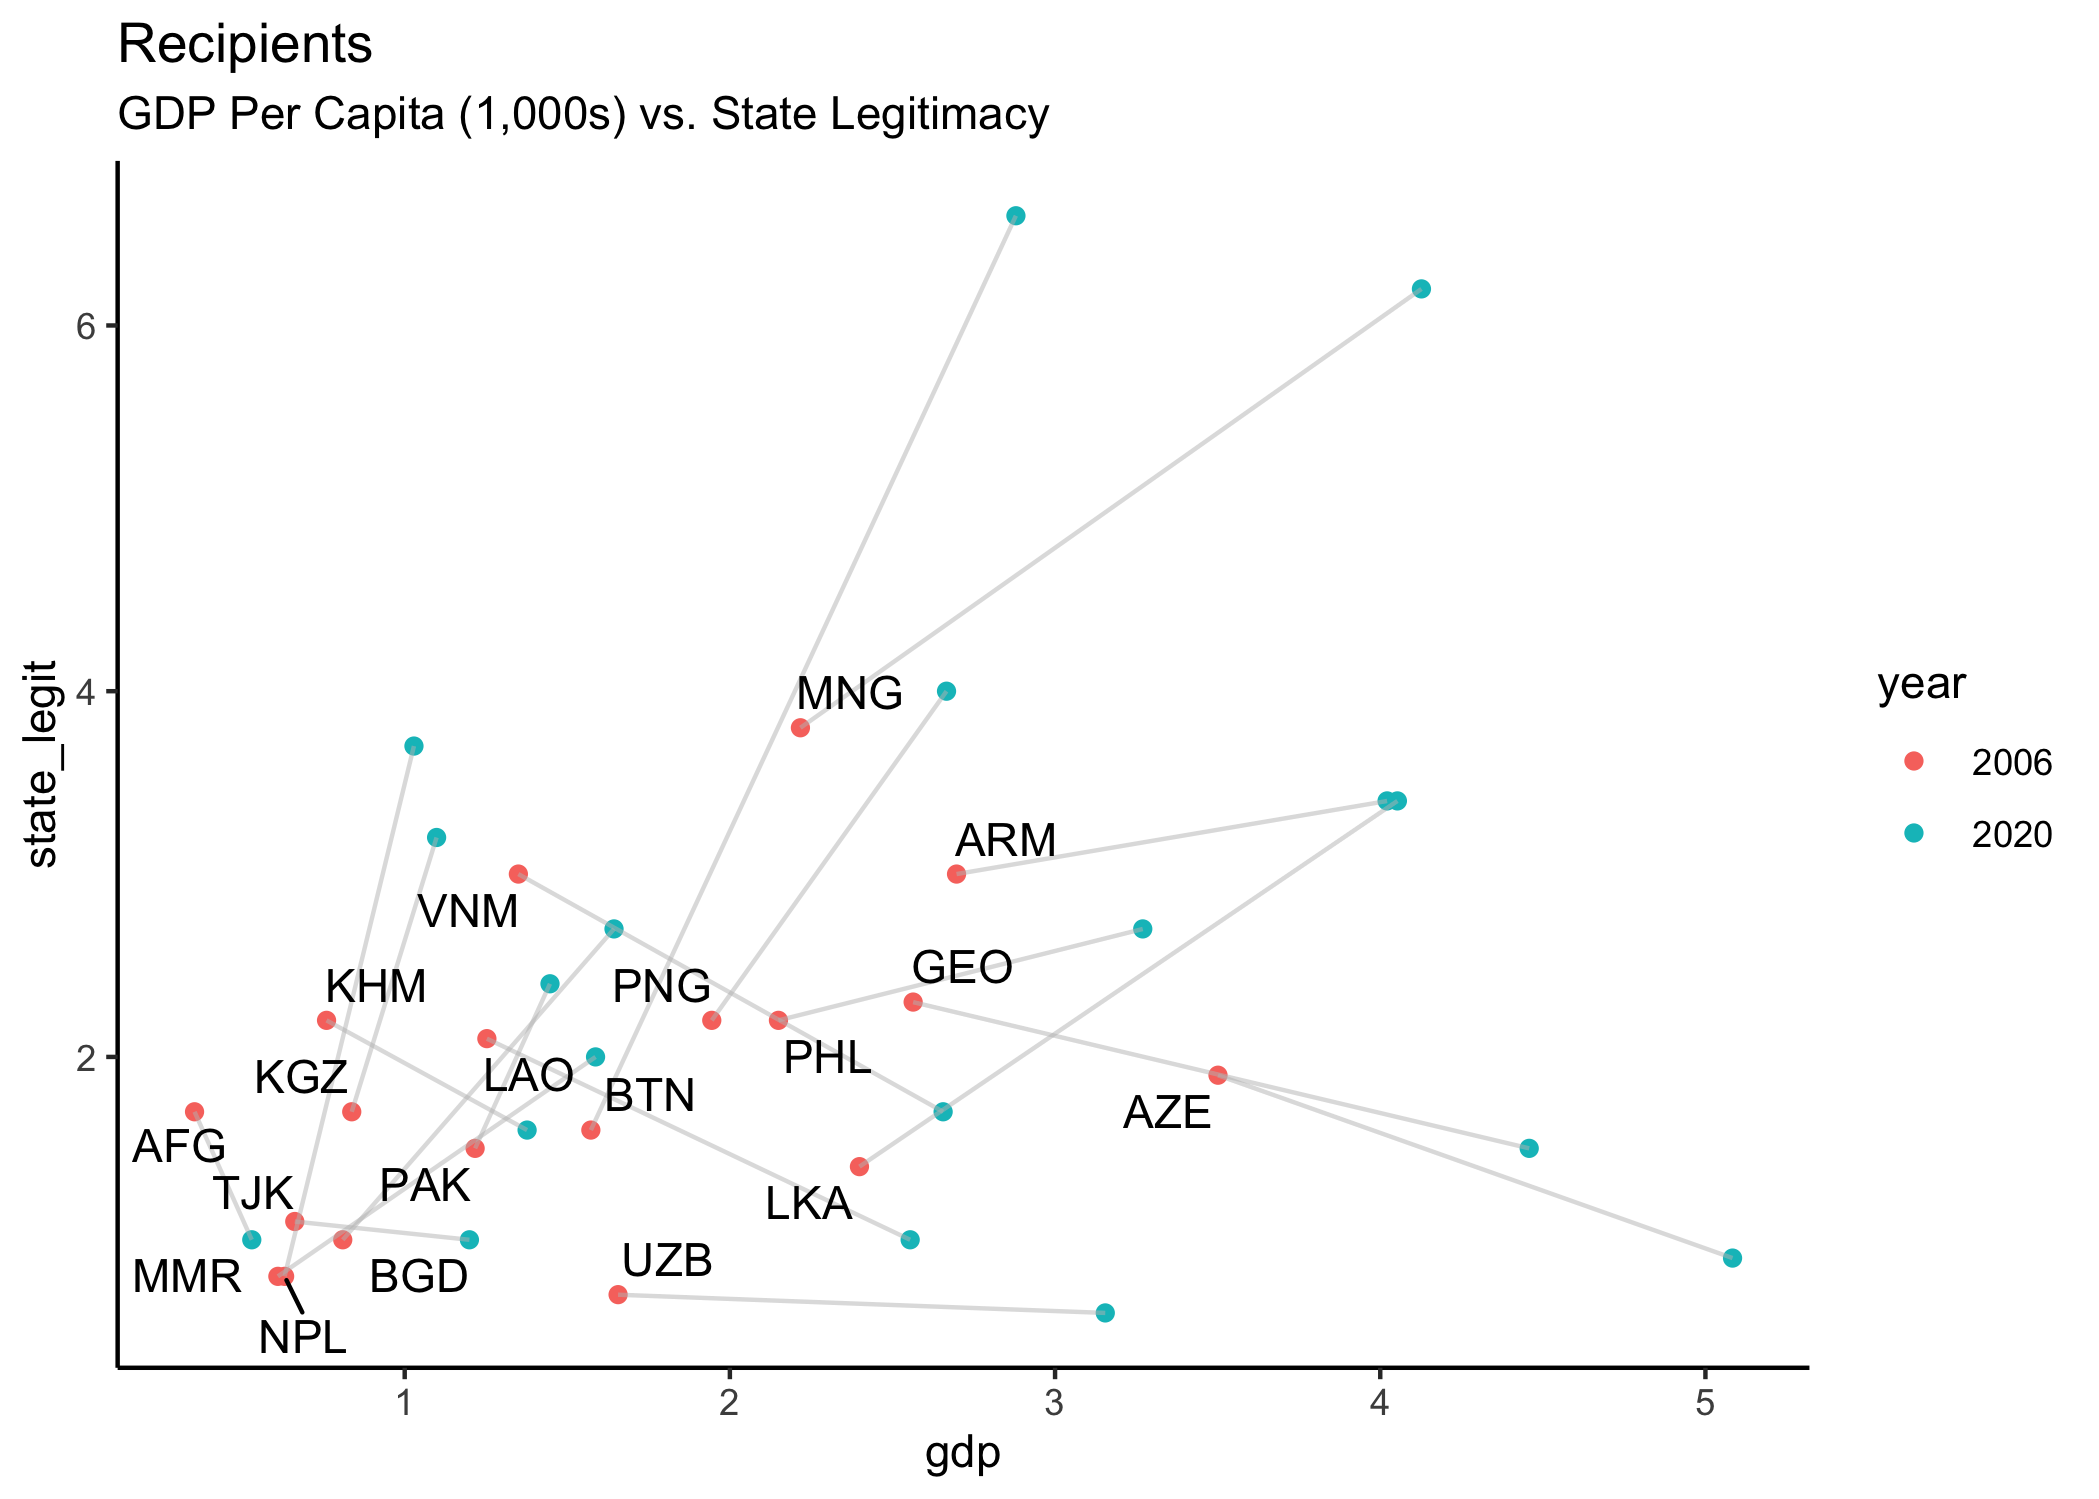 Recipients
GDP Per Capita (1,000s) vs. State Legitimacy
6
4
2
state_legit
MNG
ARM
VNM
KHM
PNG
GEO
KGZ
LAO
BTN
PHL
AZE
AFG
TJK
PAK
LKA
MMR
BGD
UZB
NPL
1
2
3
4
5
gdp
year
2006
2020